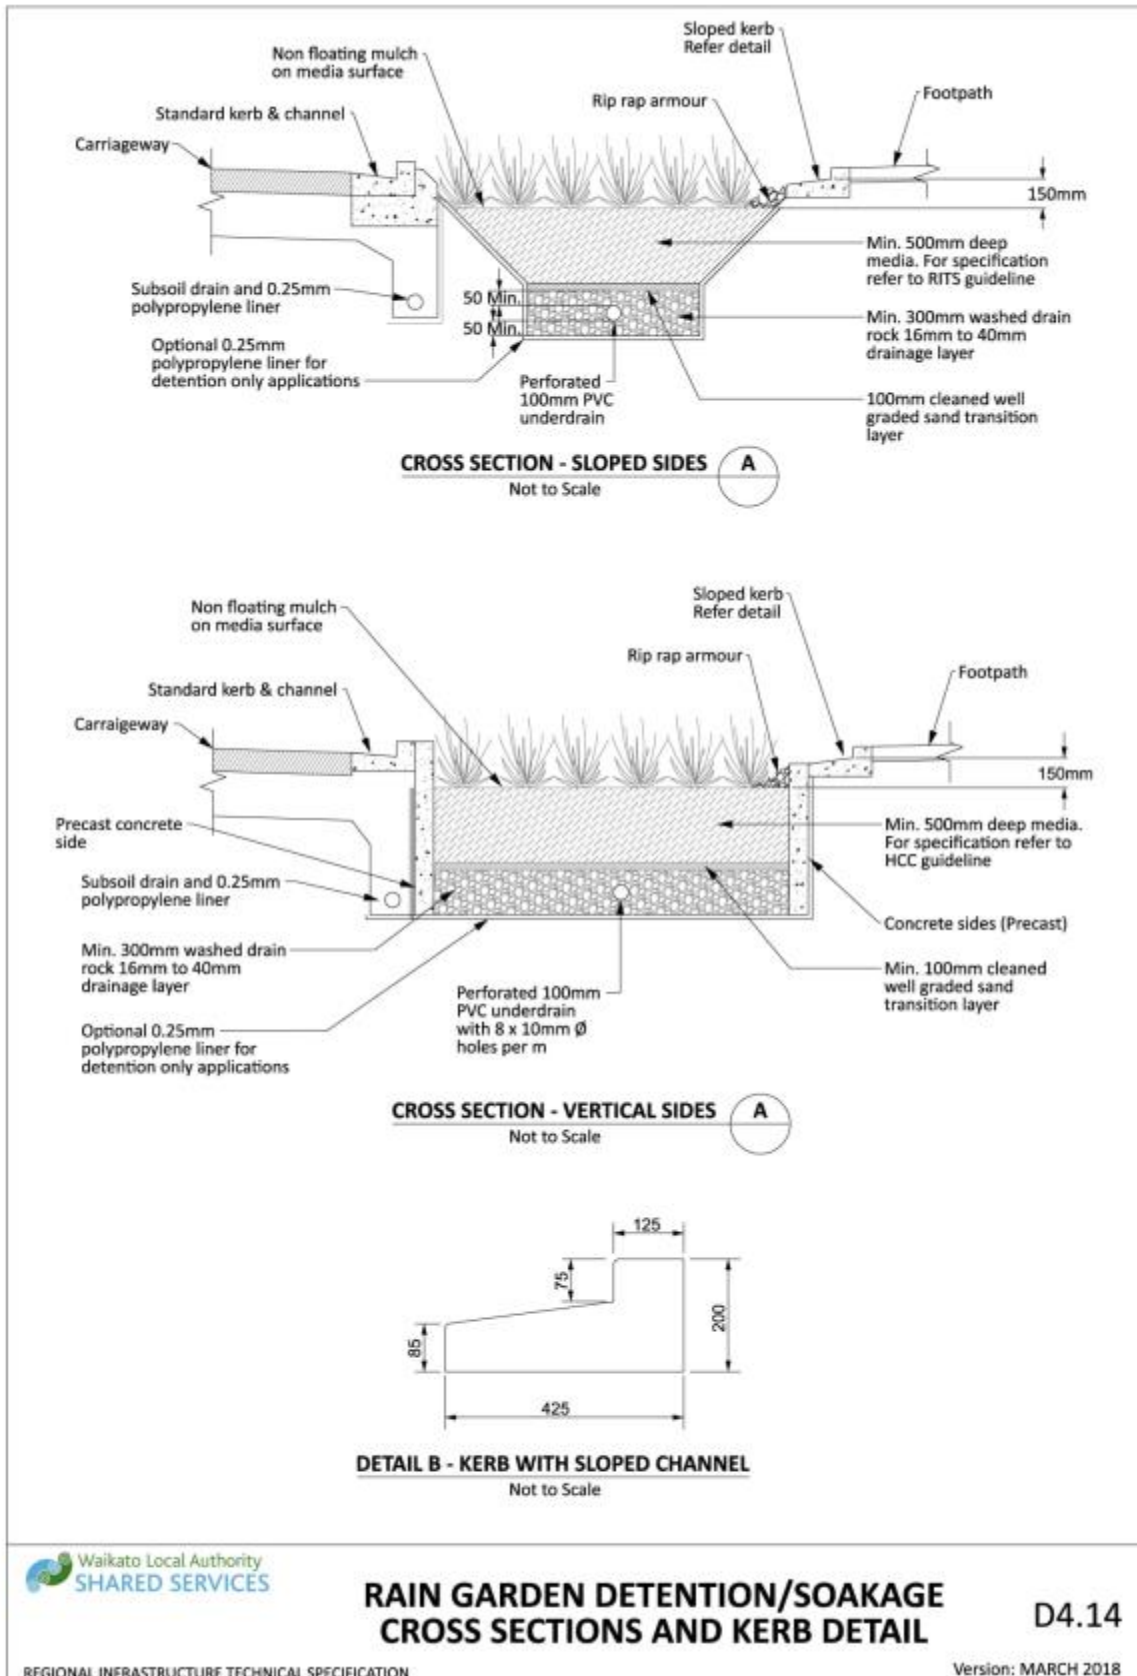 Sloped kerb
Refer detail
Non floating mulch
on media surface
Rip rap armour
Footpath
Standard kerb & channel
Carriageway
150mm
Min. 500mm deep
media. For specification
refer to RITS guideline
Subsoil drain and 0.25mm
polypropylene liner
50 Min.
50 Min.
Min. 300mm washed drain
rock 16mm to 40mm
drainage layer
Optional 0.25mm
polypropylene liner for
detention only applications
Perforated
100mm PVC
underdrain
100mm cleaned well
graded sand transition
layer
CROSS SECTION - SLOPED SIDES
A
Not to Scale
Sloped kerb
Refer detail
Non floating mulch
on media surface
Rip rap armour
Footpath
Standard kerb & channel
Carraigeway
150mm
Precast concrete
side
Min. 500mm deep media.
For specification refer to
HCC guideline
Subsoil drain and 0.25mm
polypropylene liner
Concrete sides (Precast)
Min. 300mm washed drain
rock 16mm to 40mm
drainage layer
Min. 100mm cleaned
well graded sand
transition layer
Perforated 100mm
PVC underdrain
with 8 x 10mm Ø
holes per m
Optional 0.25mm
polypropylene liner for
detention only applications
CROSS SECTION - VERTICAL SIDES
A
Not to Scale
125
75
200
85
425
DETAIL B - KERB WITH SLOPED CHANNEL
Not to Scale
Waikato Local Authority
SHARED SERVICES
RAIN GARDEN DETENTION/SOAKAGE
CROSS SECTIONS AND KERB DETAIL
D4.14
REGIONAL INFRASTRUCTURE TECHNICAL SPECIFICATION
Version: MARCH 2018